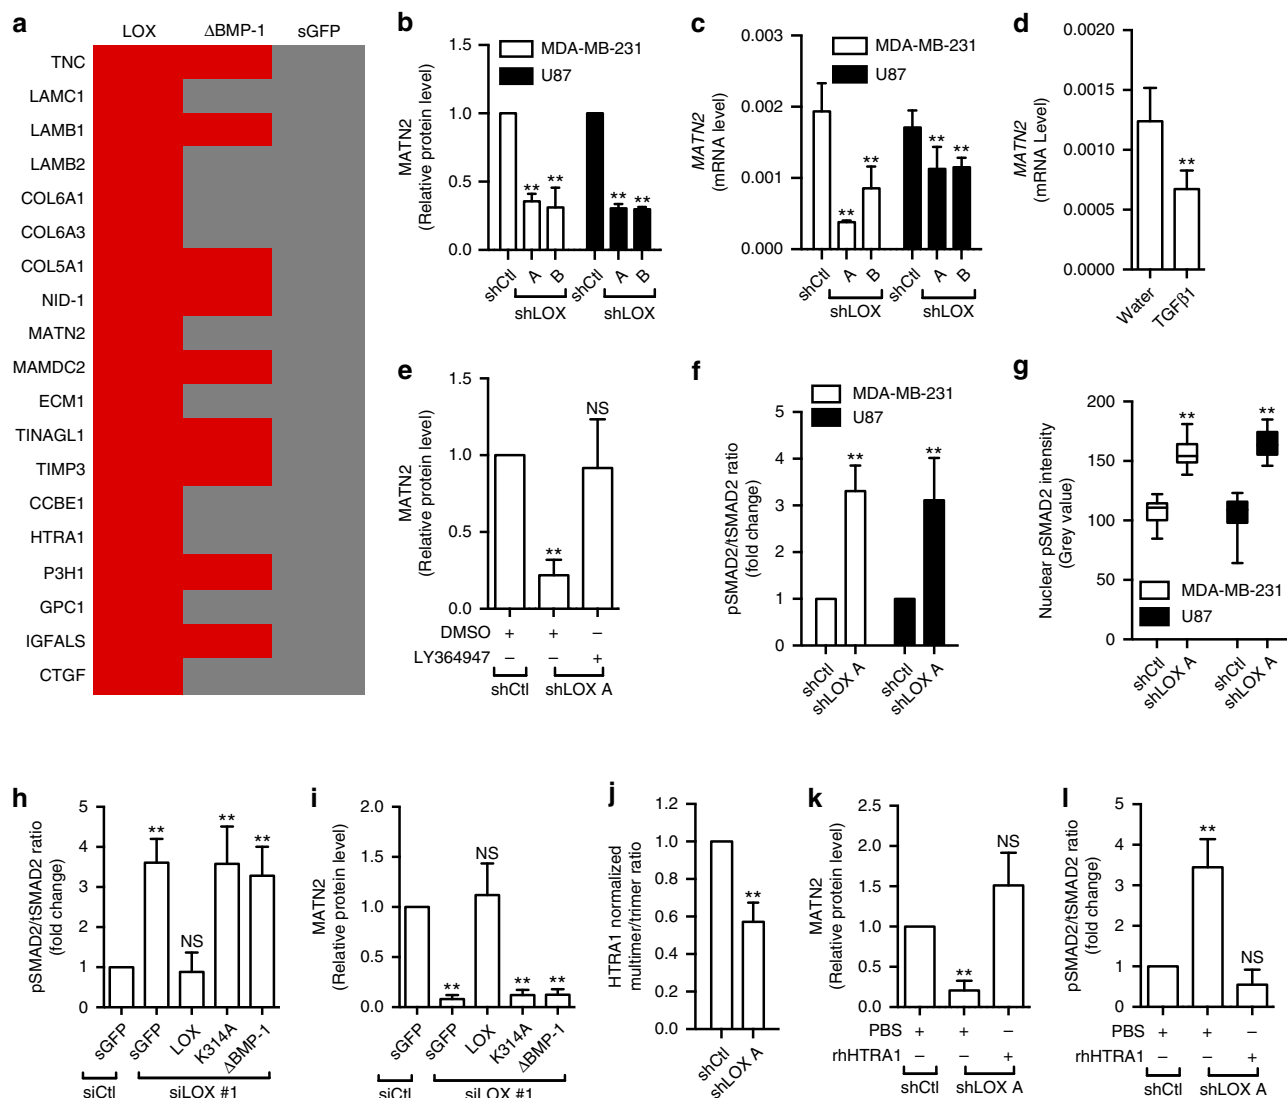 a
LOX
ΔBMP-1
sGFP
TNC
LAMC1
LAMB1
LAMB2
COL6A1
COL6A3
COL5A1
NID-1
MATN2
MAMDC2
ECM1
TINAGL1
TIMP3
CCBE1
HTRA1
P3H1
GPC1
IGFALS
CTGF
b
MATN2
(Relative protein level)
1.5
1.0
0.5
0.0
MDA-MB-231
U87
** ** ** **
shCtl A B shCtl A B
shLOX shLOX
c
MATN2
(mRNA level)
0.003
0.002
0.001
0.000
MDA-MB-231
U87
** ** ** **
shCtl A B shCtl A B
shLOX shLOX
d
MATN2
(mRNA Level)
0.0020
0.0015
0.0010
0.0005
0.0000
**
Water TGFβ1
e
MATN2
(Relative protein level)
1.5
1.0
0.5
0.0
** NS
DMSO + + –
LY364947 – – +
shCtl shLOX A
f
pSMAD2/tSMAD2 ratio
(fold change)
5
4
3
2
1
0
MDA-MB-231
U87
** **
shCtl shLOX A shCtl shLOX A
g
Nuclear pSMAD2 intensity
(Grey value)
200
150
100
50
0
** **
MDA-MB-231
U87
shCtl shLOX A shCtl shLOX A
h
pSMAD2/tSMAD2 ratio
(fold change)
5
4
3
2
1
0
** NS ** **
sGFP sGFP LOX K314A ΔBMP-1
siCtl siLOX #1
i
MATN2
(Relative protein level)
2.0
1.5
1.0
0.5
0.0
** NS ** **
sGFP sGFP LOX K314A ΔBMP-1
siCtl siLOX #1
j
HTRA1 normalized
multimer/trimer ratio
1.2
1.0
0.8
0.6
0.4
0.2
0.0
**
shCtl shLOX A
k
MATN2
(Relative protein level)
2.5
2.0
1.5
1.0
0.5
0.0
** NS
PBS + + –
rhHTRA1 – – +
shCtl shLOX A
l
pSMAD2/tSMAD2 ratio
(fold change)
5
4
3
2
1
0
** NS
PBS + + –
rhHTRA1 – – +
shCtl shLOX A